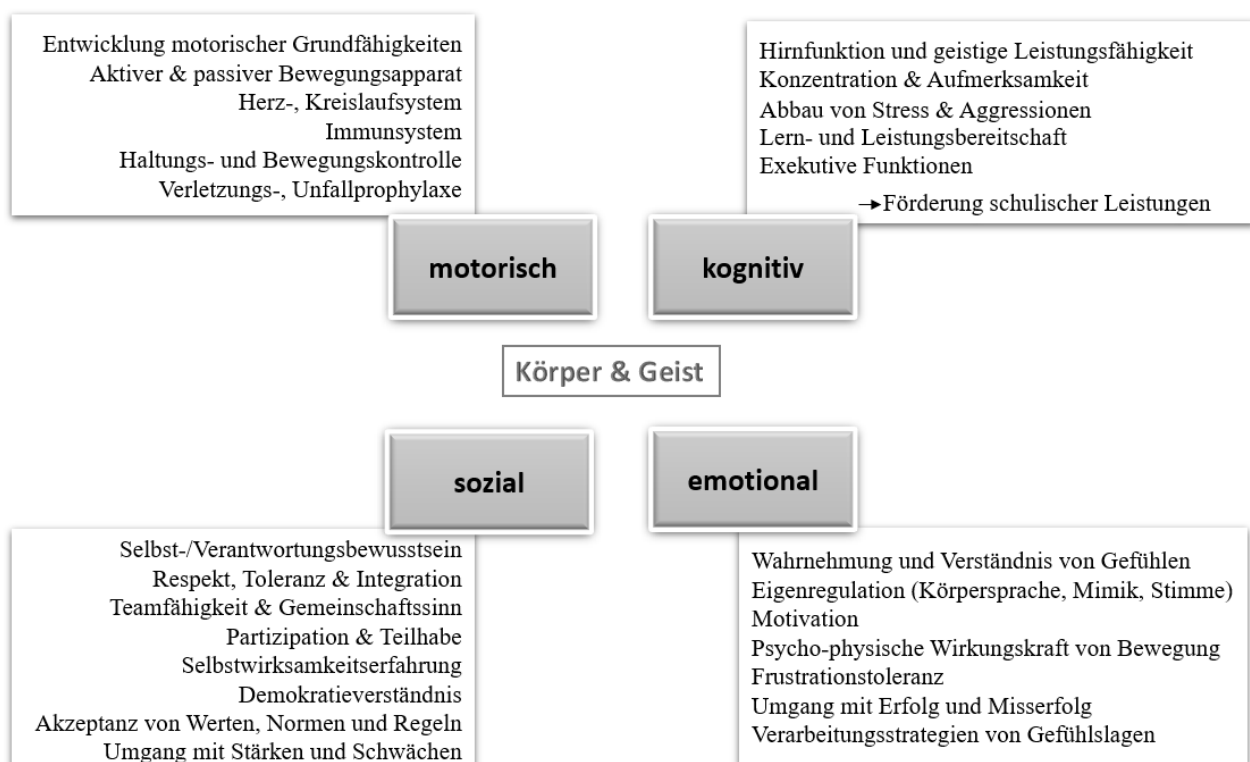 Entwicklung motorischer Grundfähigkeiten
Aktiver & passiver Bewegungsapparat
Herz-, Kreislaufsystem
Immunsystem
Haltungs- und Bewegungskontrolle
Verletzungs-, Unfallprophylaxe
motorisch
Hirnfunktion und geistige Leistungsfähigkeit
Konzentration & Aufmerksamkeit
Abbau von Stress & Aggressionen
Lern- und Leistungsbereitschaft
Exekutive Funktionen
→Förderung schulischer Leistungen
kognitiv
Körper & Geist
sozial
Selbst-/Verantwortungsbewusstsein
Respekt, Toleranz & Integration
Teamfähigkeit & Gemeinschaftssinn
Partizipation & Teilhabe
Selbstwirksamkeitserfahrung
Demokratieverständnis
Akzeptanz von Werten, Normen und Regeln
Umgang mit Stärken und Schwächen
emotional
Wahrnehmung und Verständnis von Gefühlen
Eigenregulation (Körpersprache, Mimik, Stimme)
Motivation
Psycho-physische Wirkungskraft von Bewegung
Frustrationstoleranz
Umgang mit Erfolg und Misserfolg
Verarbeitungsstrategien von Gefühlslagen